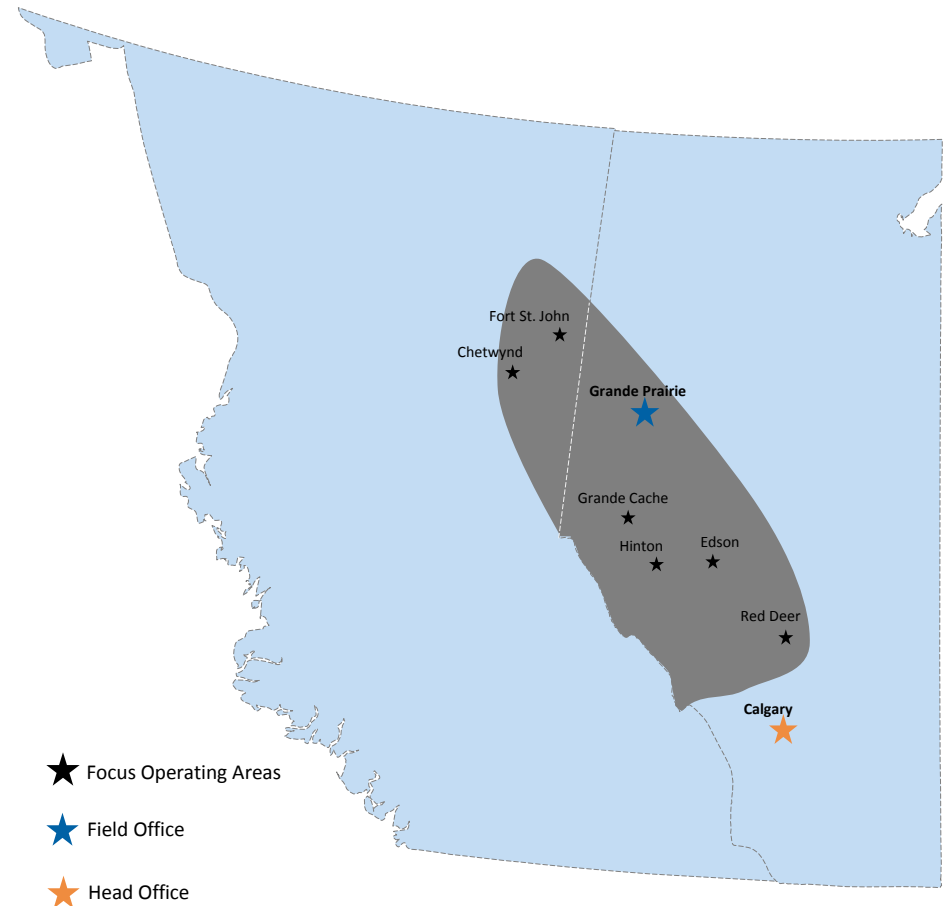 Fort St. John
Chetwynd
Grande Prairie
Grande Cache
Hinton
Edson
Red Deer
Calgary
Focus Operating Areas
Field Office
Head Office